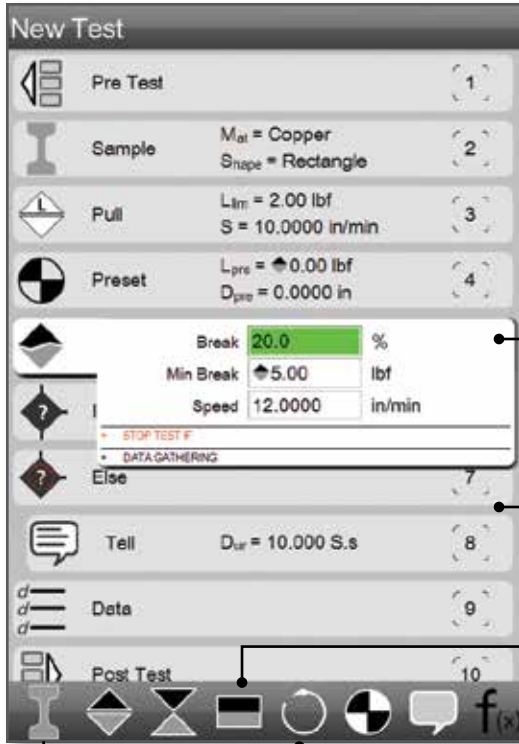 New Test
Pre Test 1
Sample Mat = Copper 2
Shape = Rectangle
Pull Llim = 2.00 lbf 3
S = 10.0000 in/min
Preset Lpre = 0.00 lbf 4
Dpre = 0.0000 in
Break 20.0 %
Min Break 5.00 lbf
Speed 12.0000 in/min
? I
STOP TEST IF
DATA GATHERING
? Else 7
Tell Dur = 10.000 S.s 8
d
d Data 9
d
Post Test 10
f(x)